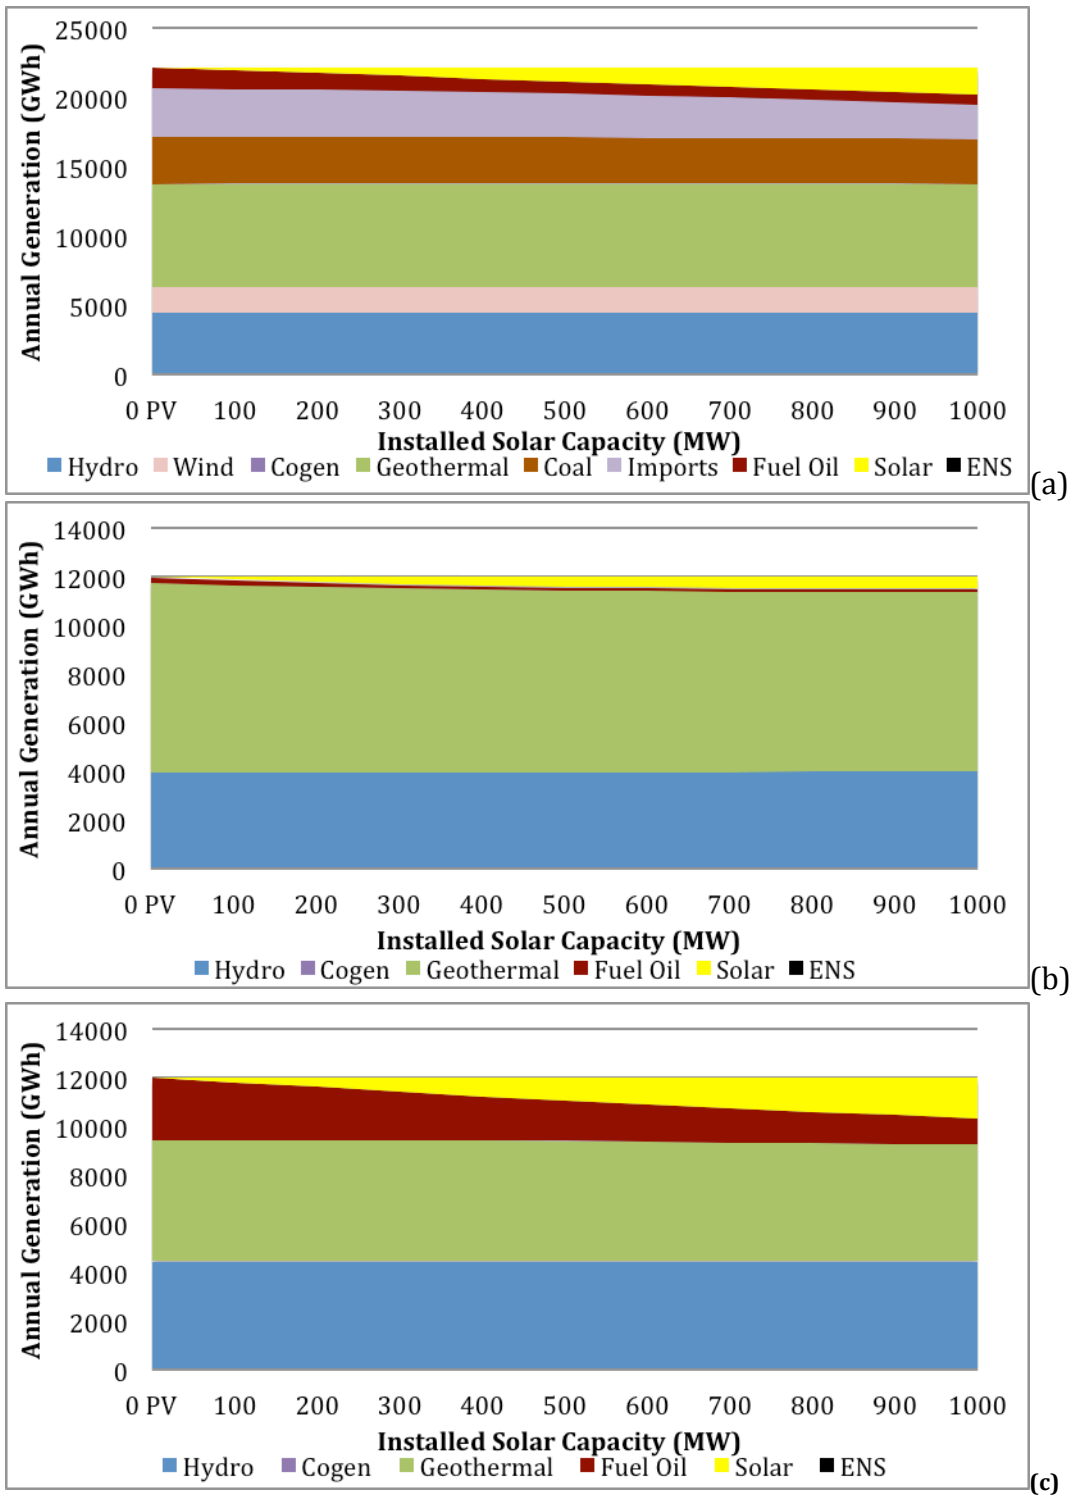 25000
20000
15000
10000
5000
0
Annual Generation (GWh)
0 PV 100 200 300 400 500 600 700 800 900 1000
Installed Solar Capacity (MW)
Hydro Wind Cogen Geothermal Coal Imports Fuel Oil Solar ENS
(a)
14000
12000
10000
8000
6000
4000
2000
0
Annual Generation (GWh)
0 PV 100 200 300 400 500 600 700 800 900 1000
Installed Solar Capacity (MW)
Hydro Cogen Geothermal Fuel Oil Solar ENS
(b)
14000
12000
10000
8000
6000
4000
2000
0
Annual Generation (GWh)
0 PV 100 200 300 400 500 600 700 800 900 1000
Installed Solar Capacity (MW)
Hydro Cogen Geothermal Fuel Oil Solar ENS
(c)